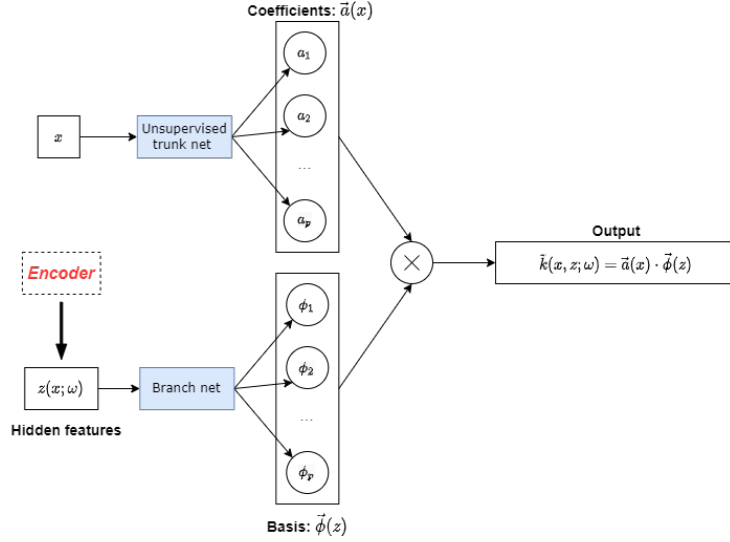 Coefficients: $\vec{a}(x)$
$a_1$
$a_2$
...
$a_p$
$x$
Unsupervised
trunk net
Output
$\tilde{k}(x, z; \omega) = \vec{a}(x) \cdot \vec{\phi}(z)$
Encoder
$z(x; \omega)$
Hidden features
Branch net
$\phi_1$
$\phi_2$
...
$\phi_p$
Basis: $\vec{\phi}(z)$